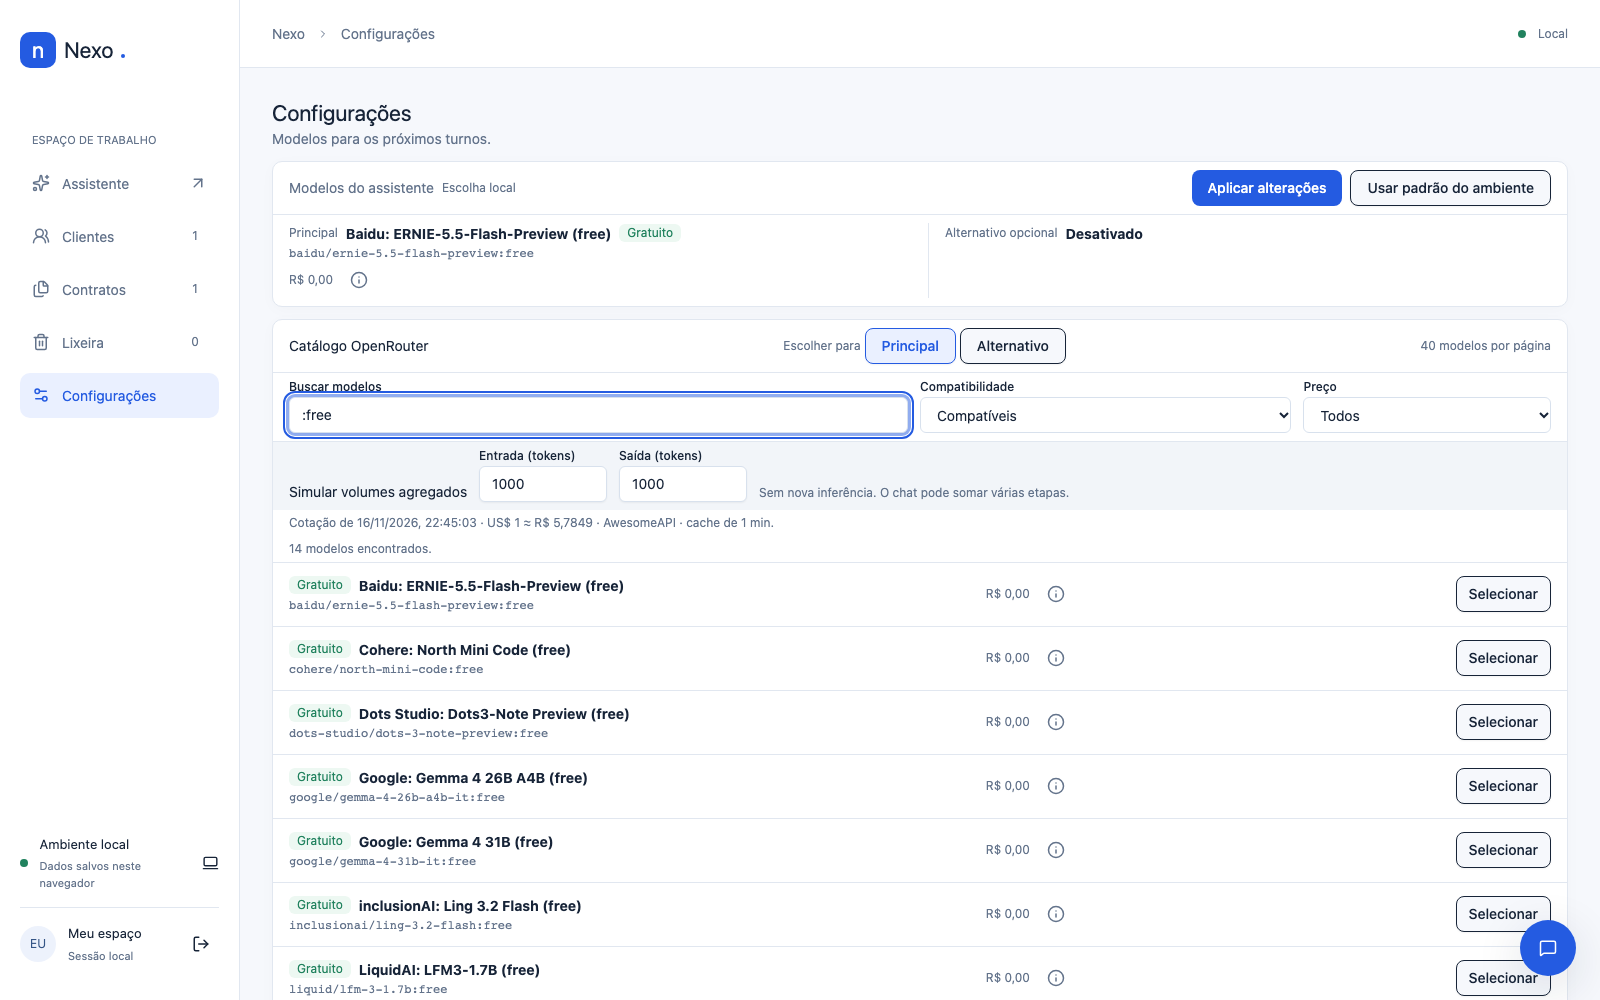 n Nexo .
ESPAÇO DE TRABALHO
Assistente
Clientes 1
Contratos 1
Lixeira 0
Configurações
Ambiente local
Dados salvos neste
navegador
EU
Meu espaço
Sessão local
Nexo Configurações
Local
Configurações
Modelos para os próximos turnos.
Modelos do assistente Escolha local
Aplicar alterações Usar padrão do ambiente
Principal Baidu: ERNIE-5.5-Flash-Preview (free) Gratuito
baidu/ernie-5.5-flash-preview:free
R$ 0,00
Alternativo opcional Desativado
Catálogo OpenRouter Escolher para Principal Alternativo 40 modelos por página
Buscar modelos Compatibilidade Preço
:free Compatíveis Todos
Entrada (tokens) Saída (tokens)
Simular volumes agregados 1000 1000 Sem nova inferência. O chat pode somar várias etapas.
Cotação de 16/11/2026, 22:45:03 · US$ 1 ≈ R$ 5,7849 · AwesomeAPI · cache de 1 min.
14 modelos encontrados.
Gratuito Baidu: ERNIE-5.5-Flash-Preview (free)
baidu/ernie-5.5-flash-preview:free
R$ 0,00 Selecionar
Gratuito Cohere: North Mini Code (free)
cohere/north-mini-code:free
R$ 0,00 Selecionar
Gratuito Dots Studio: Dots3-Note Preview (free)
dots-studio/dots-3-note-preview:free
R$ 0,00 Selecionar
Gratuito Google: Gemma 4 26B A4B (free)
google/gemma-4-26b-a4b-it:free
R$ 0,00 Selecionar
Gratuito Google: Gemma 4 31B (free)
google/gemma-4-31b-it:free
R$ 0,00 Selecionar
Gratuito inclusionAI: Ling 3.2 Flash (free)
inclusionai/ling-3.2-flash:free
R$ 0,00 Selecionar
Gratuito LiquidAI: LFM3-1.7B (free)
liquid/lfm-3-1.7b:free
R$ 0,00 Selecionar